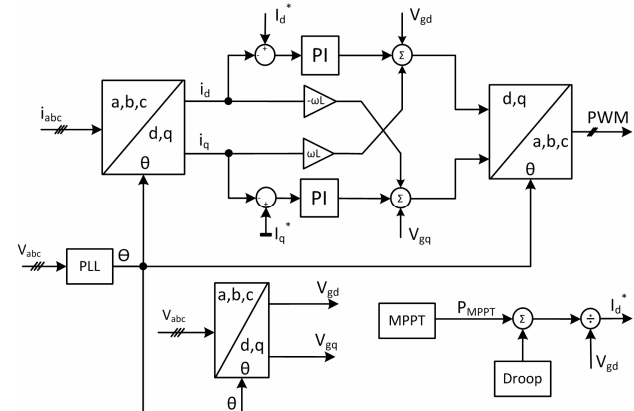 I_d^*
V_gd
- +
PI
Σ
i_d
-ωL
i_abc
a,b,c
d,q
θ
d,q
a,b,c
θ
PWM
i_q
ωL
- +
PI
Σ
I_q^*
V_gq
V_abc
PLL
Θ
V_abc
a,b,c
d,q
θ
V_gd
V_gq
θ
MPPT
P_MPPT
Σ
÷
I_d^*
V_gd
Droop